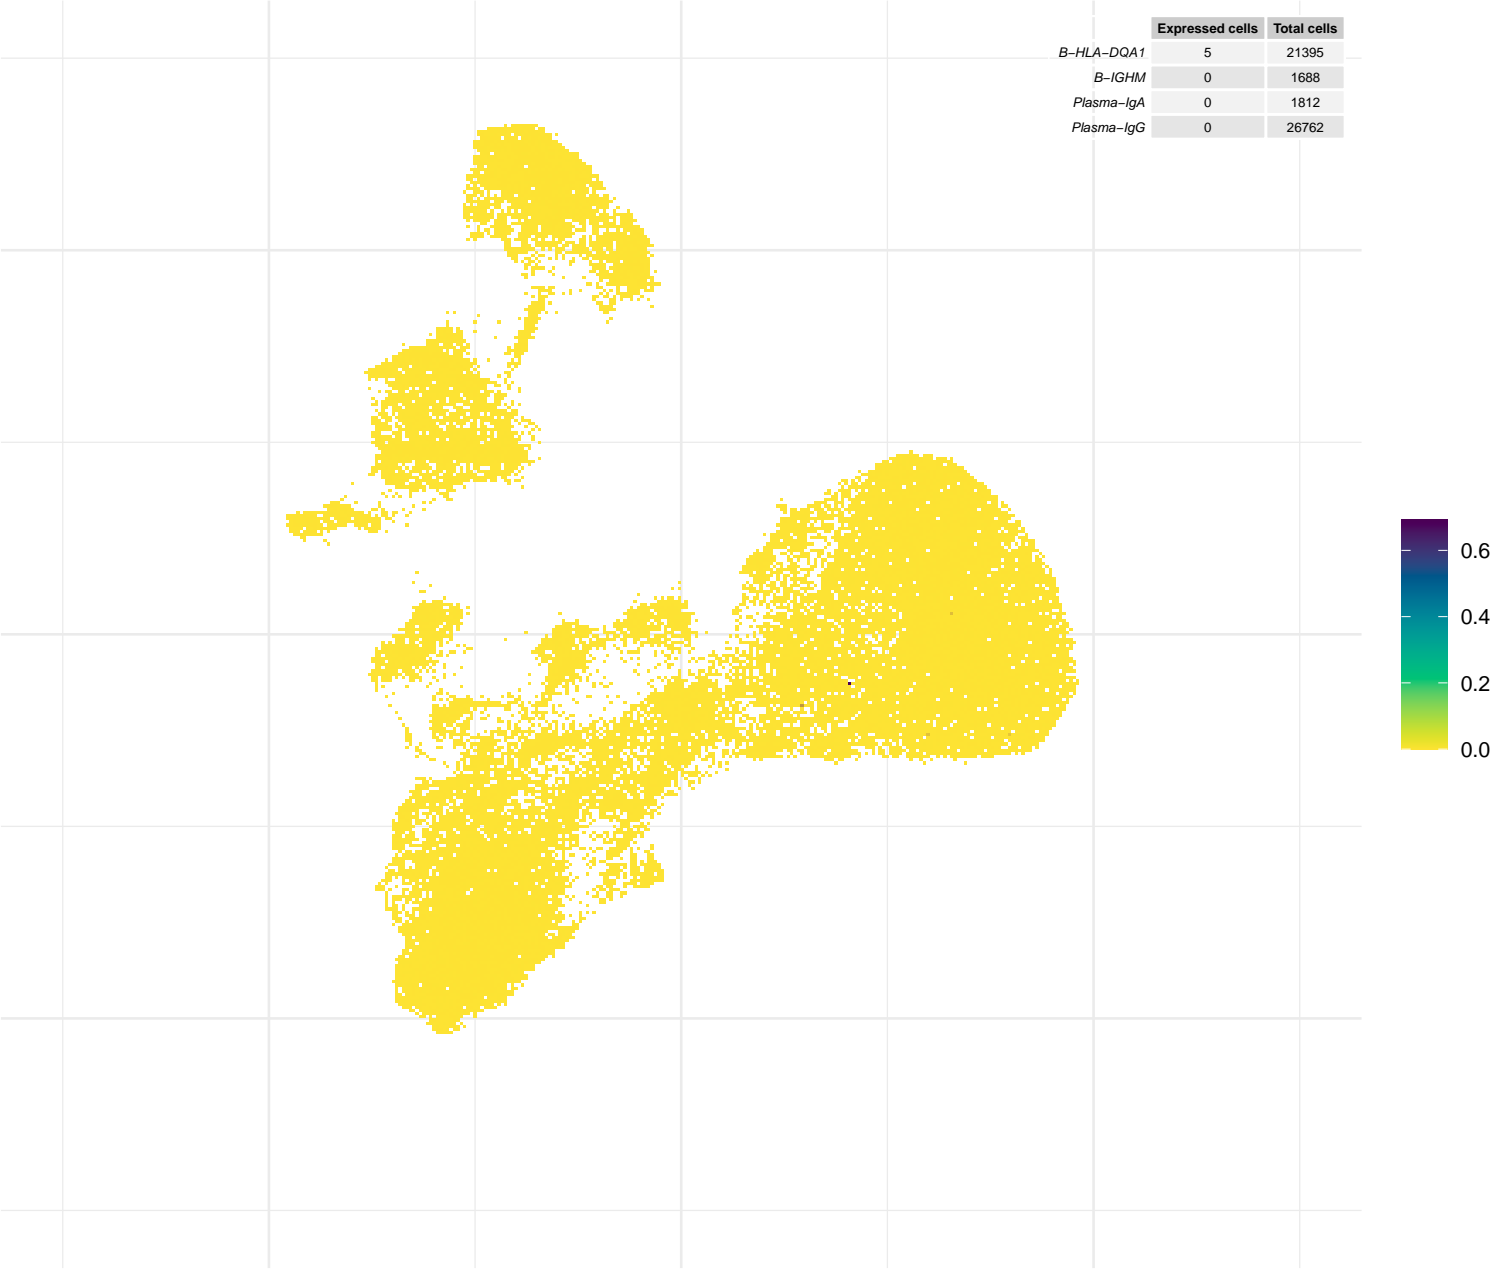 Expressed cells Total cells
B−HLA−DQA1 5 21395
B−IGHM 0 1688
Plasma−IgA 0 1812
Plasma−IgG 0 26762
0.6
0.4
0.2
0.0